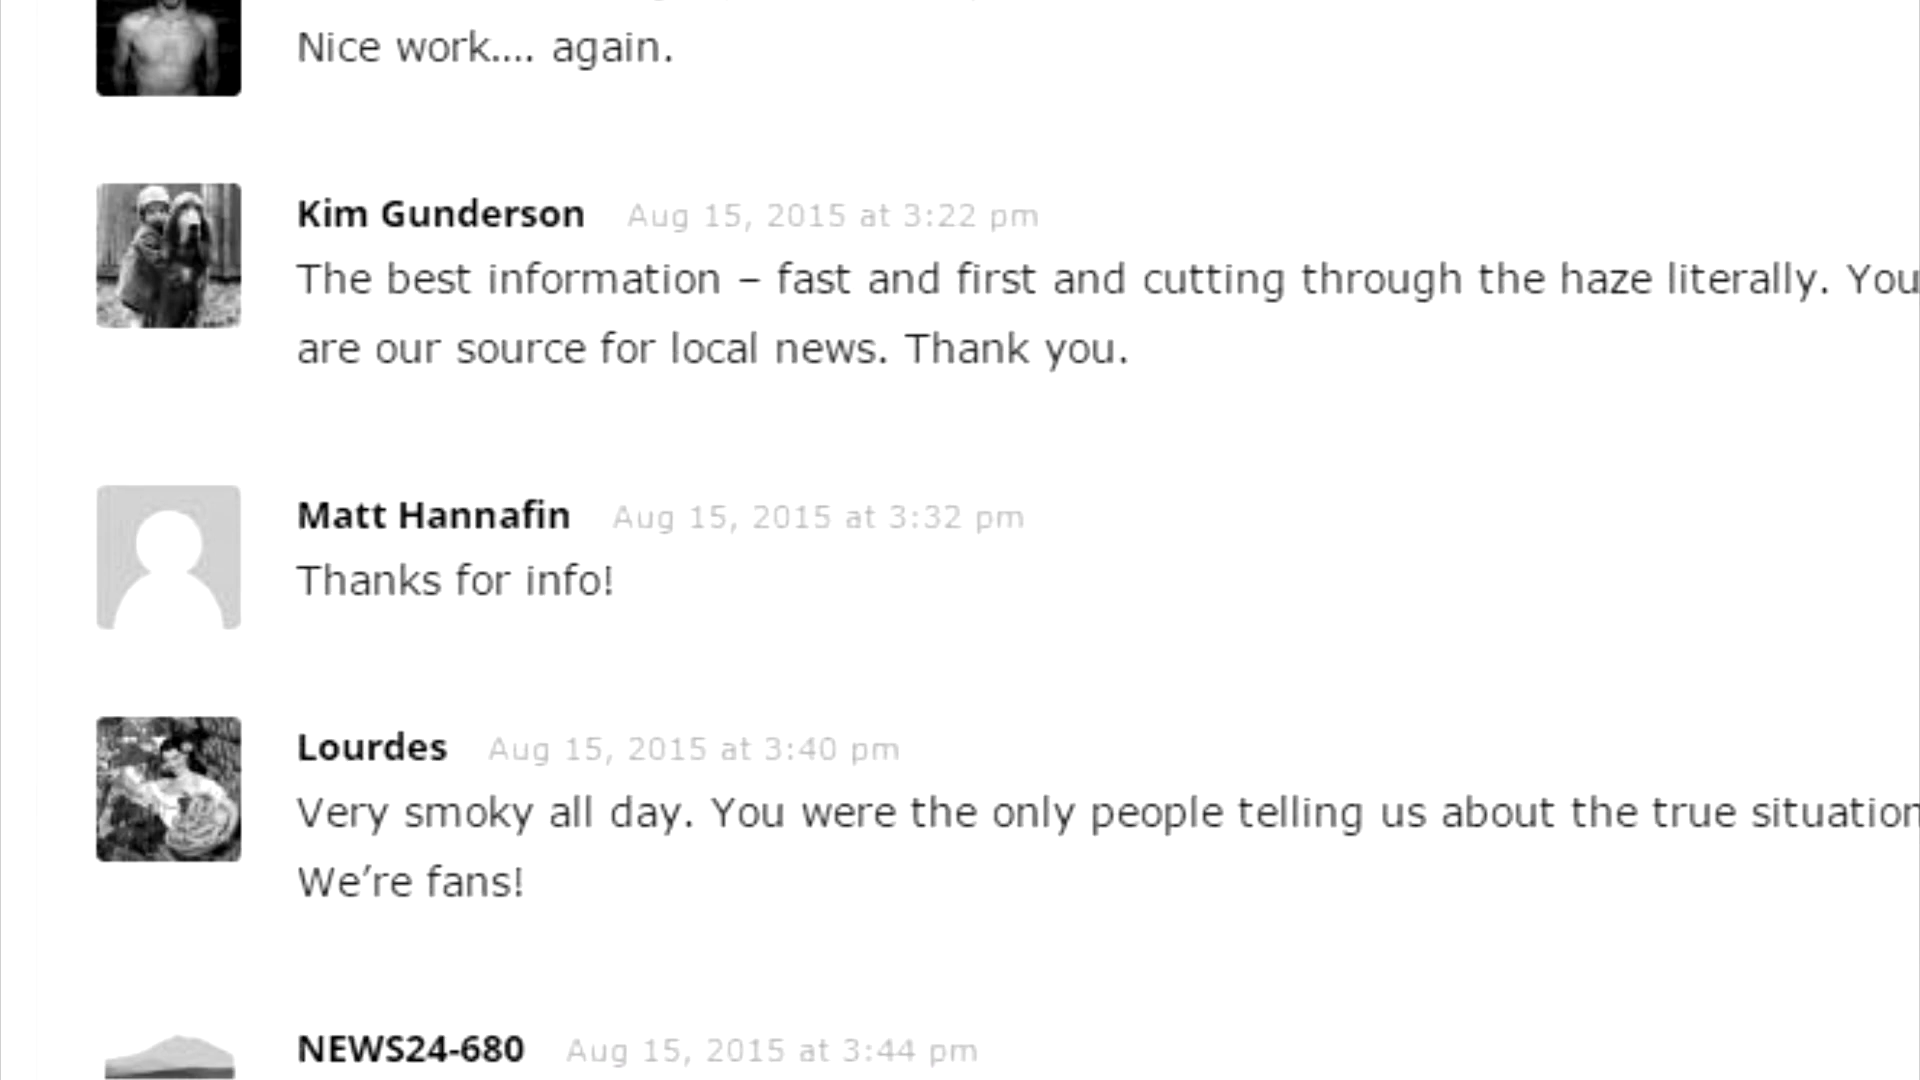 Nice work.... again.
Kim Gunderson Aug 15, 2015 at 3:22 pm
The best information – fast and first and cutting through the haze literally. You
are our source for local news. Thank you.
Matt Hannafin Aug 15, 2015 at 3:32 pm
Thanks for info!
Lourdes Aug 15, 2015 at 3:40 pm
Very smoky all day. You were the only people telling us about the true situation
We’re fans!
NEWS24-680 Aug 15, 2015 at 3:44 pm